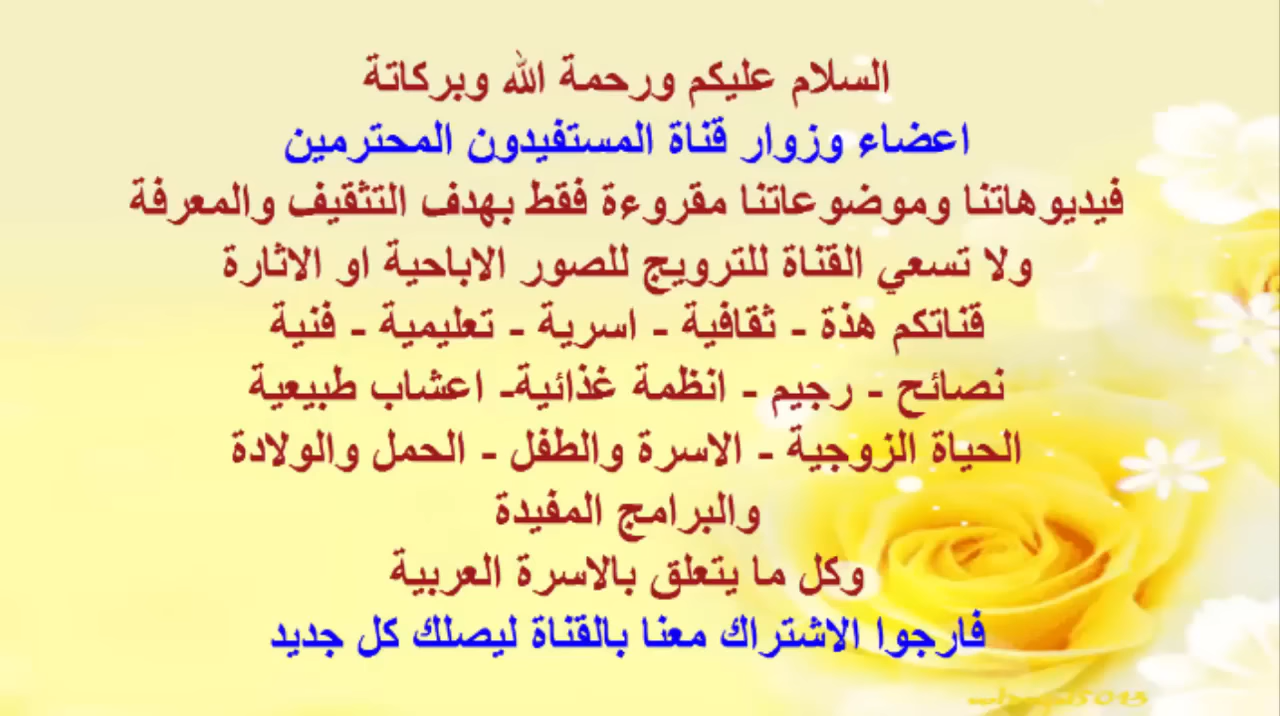 السلام عليكم ورحمة الله وبركاتة
اعضاء وزوار قناة المستفيدون المحترمين
فيديوهاتنا وموضوعاتنا مقروءة فقط بهدف التثقيف والمعرفة
ولا تسعي القناة للترويج للصور الاباحية او الاثارة
قناتكم هذة - ثقافية - اسرية - تعليمية - فنية
نصائح - رجيم - انظمة غذائية- اعشاب طبيعية
الحياة الزوجية - الاسرة والطفل - الحمل والولادة
والبرامج المفيدة
وكل ما يتعلق بالاسرة العربية
فارجوا الاشتراك معنا بالقناة ليصلك كل جديد